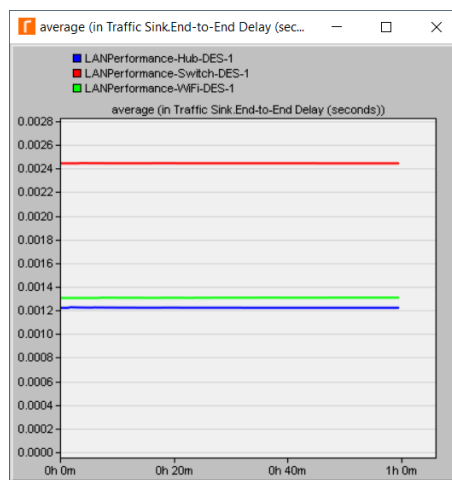 average (in Traffic Sink.End-to-End Delay (sec...
LANPerformance-Hub-DES-1
LANPerformance-Switch-DES-1
LANPerformance-WiFi-DES-1
average (in Traffic Sink.End-to-End Delay (seconds))
0.0028
0.0026
0.0024
0.0022
0.0020
0.0018
0.0016
0.0014
0.0012
0.0010
0.0008
0.0006
0.0004
0.0002
0.0000
0h 0m 0h 20m 0h 40m 1h 0m